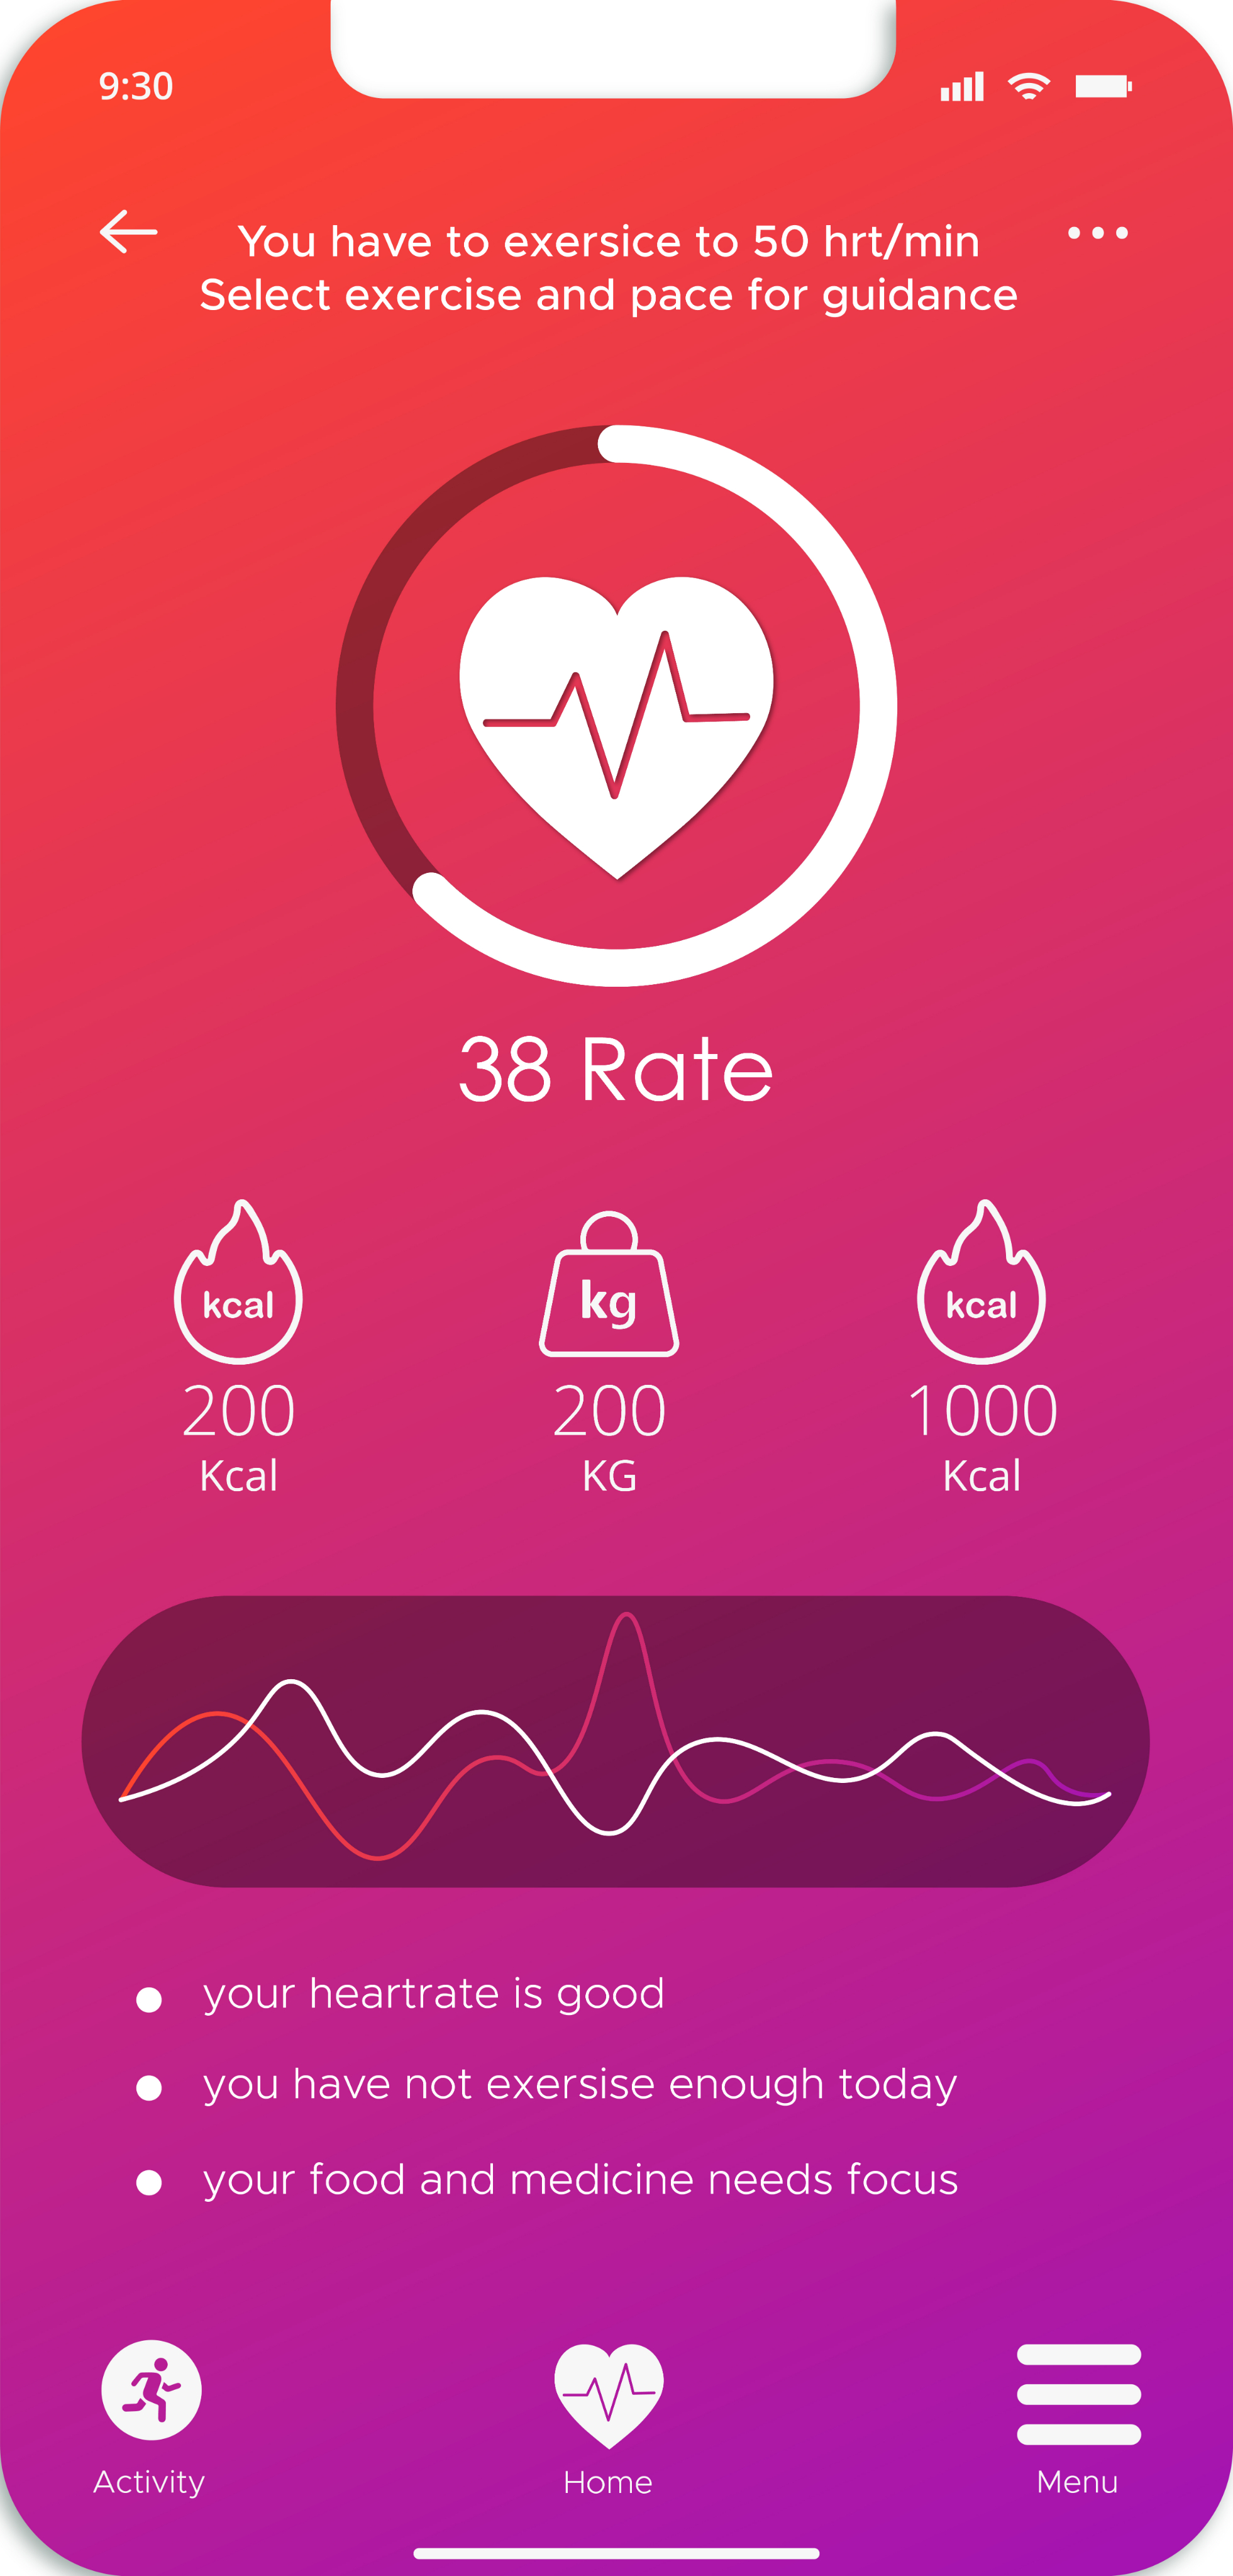 9:30
You have to exersice to 50 hrt/min
Select exercise and pace for guidance
38 Rate
kcal
kg
kcal
200
200
1000
Kcal
KG
Kcal
your heartrate is good
you have not exersise enough today
your food and medicine needs focus
Activity
Home
Menu